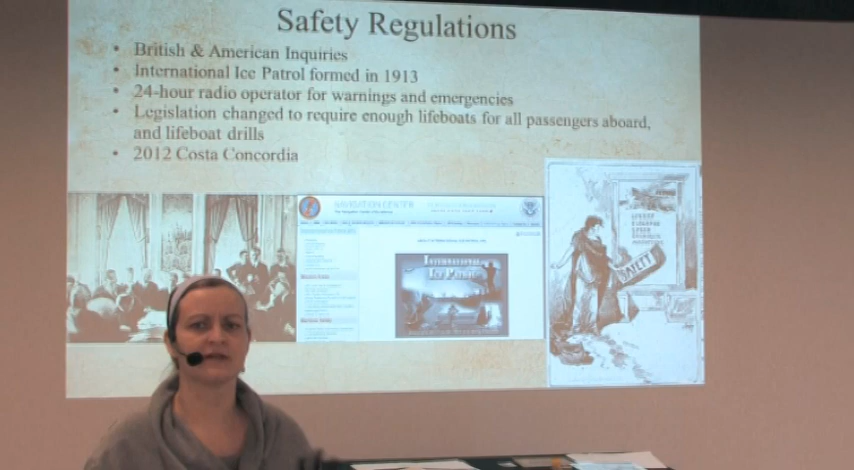 Safety Regulations
• British & American Inquiries
• International Ice Patrol formed in 1913
• 24-hour radio operator for warnings and emergencies
• Legislation changed to require enough lifeboats for all passengers aboard,
and lifeboat drills
• 2012 Costa Concordia
NAVIGATION CENTER
INTERNATIONAL
ICE PATROL
SAFETY